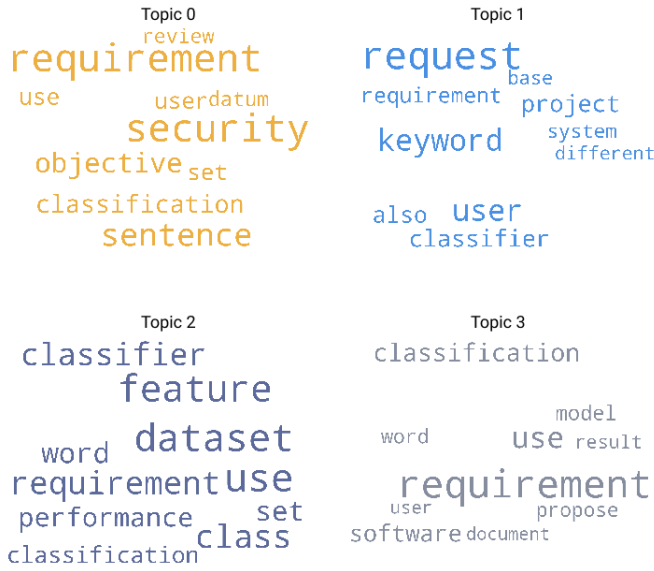 Topic 0
review
requirement
use
userdatum
security
objective
set
classification
sentence
Topic 1
request
base
requirement
project
keyword
system
different
also
user
classifier
Topic 2
classifier
feature
dataset
word
requirement
use
set
performance
class
classification
Topic 3
classification
model
word
use
result
requirement
user
propose
software
document